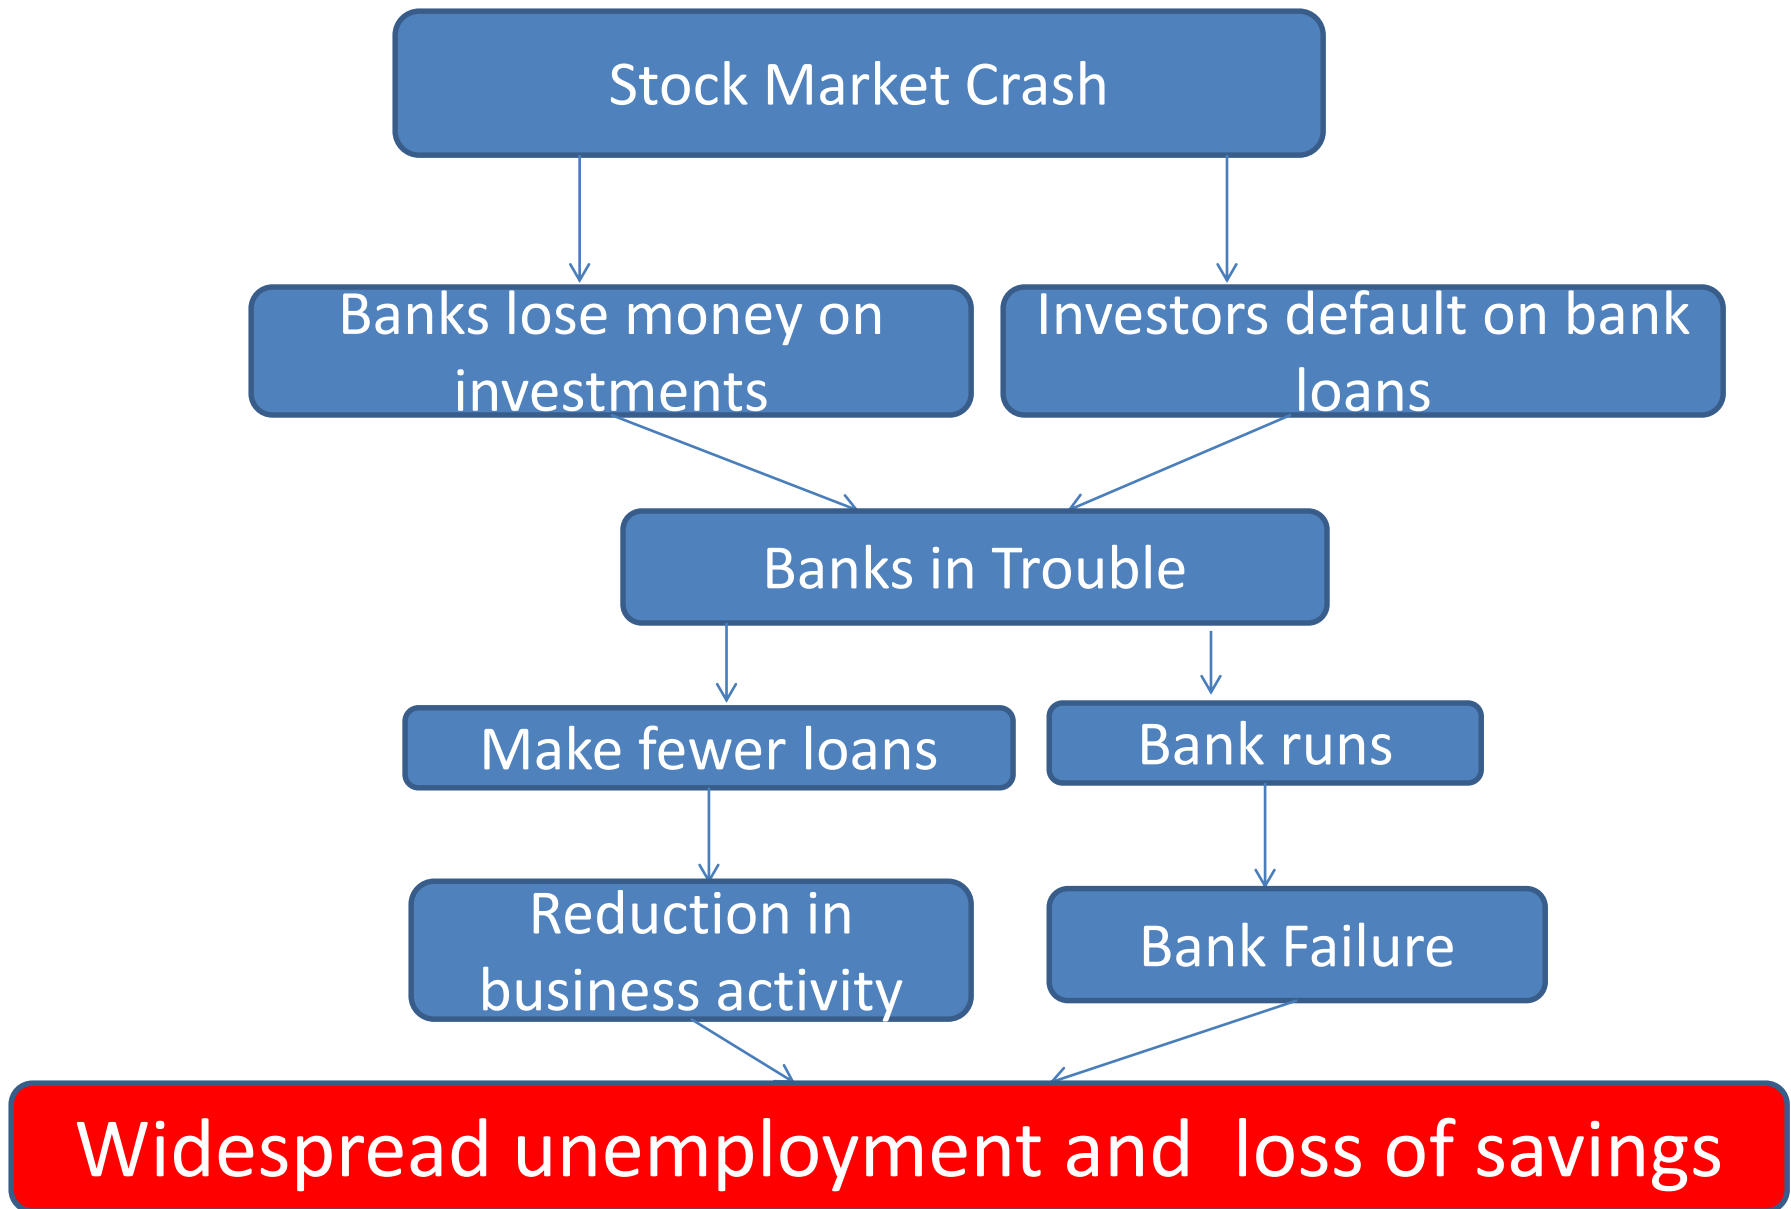 Stock Market Crash
Banks lose money on
investments
Investors default on bank
loans
Banks in Trouble
Make fewer loans
Bank runs
Reduction in
business activity
Bank Failure
Widespread unemployment and  loss of savings